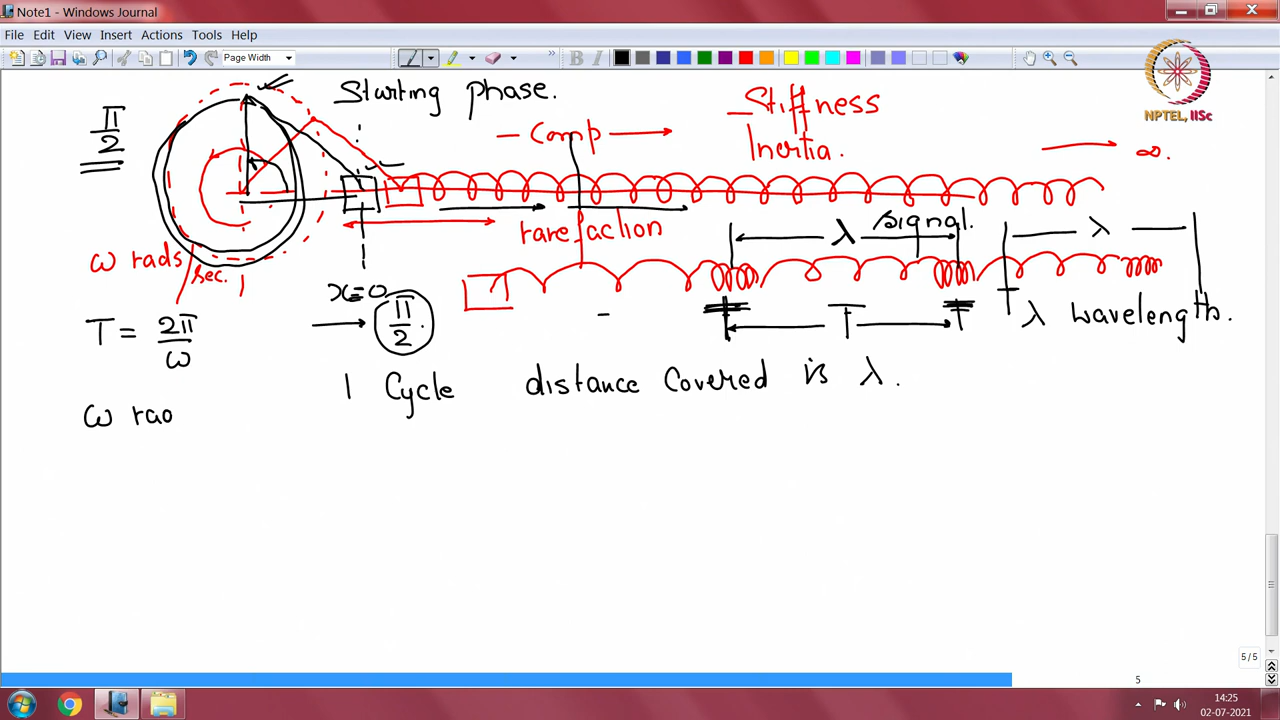 Note1 - Windows Journal
File Edit View Insert Actions Tools Help
Page Width
B I
NPTEL, IISc
Starting phase.
π/2
Comp
Stiffness
Inertia.
∞.
rarefaction
λ signal.
λ
ω rads/sec.
x=0
T = 2π/ω
π/2.
T
λ wavelength.
1 Cycle distance Covered is λ.
ω rad
5/5
5
14:25
02-07-2021